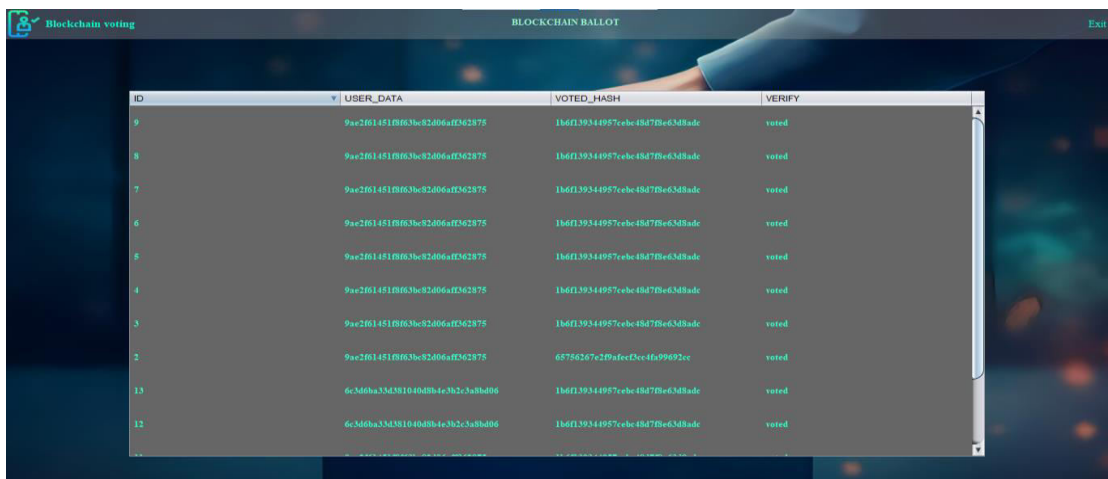 Blockchain voting BLOCKCHAIN BALLOT Exit
ID USER_DATA VOTED_HASH VERIFY
9 9ae2f61451f8f63bc82d06aff362875 1b6f139344957cebc48d7f8e63d8adc voted
8 9ae2f61451f8f63bc82d06aff362875 1b6f139344957cebc48d7f8e63d8adc voted
7 9ae2f61451f8f63bc82d06aff362875 1b6f139344957cebc48d7f8e63d8adc voted
6 9ae2f61451f8f63bc82d06aff362875 1b6f139344957cebc48d7f8e63d8adc voted
5 9ae2f61451f8f63bc82d06aff362875 1b6f139344957cebc48d7f8e63d8adc voted
4 9ae2f61451f8f63bc82d06aff362875 1b6f139344957cebc48d7f8e63d8adc voted
3 9ae2f61451f8f63bc82d06aff362875 1b6f139344957cebc48d7f8e63d8adc voted
2 9ae2f61451f8f63bc82d06aff362875 65756267e2f9afecf3cc4fa99692cc voted
13 6c3d6ba33d381040d8b4e3b2c3a8bd06 1b6f139344957cebc48d7f8e63d8adc voted
12 6c3d6ba33d381040d8b4e3b2c3a8bd06 1b6f139344957cebc48d7f8e63d8adc voted